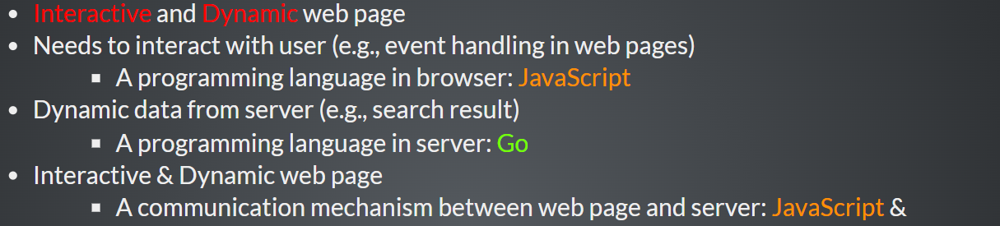 • Interactive and Dynamic web page
• Needs to interact with user (e.g., event handling in web pages)
▪ A programming language in browser: JavaScript
• Dynamic data from server (e.g., search result)
▪ A programming language in server: Go
• Interactive & Dynamic web page
▪ A communication mechanism between web page and server: JavaScript &